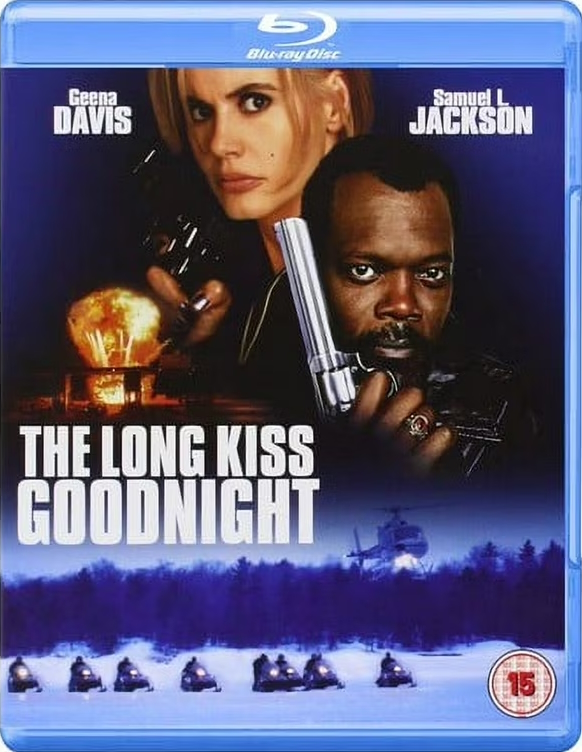 Blu-ray Disc
Geena
DAVIS
Samuel L.
JACKSON
THE LONG KISS
GOODNIGHT
15